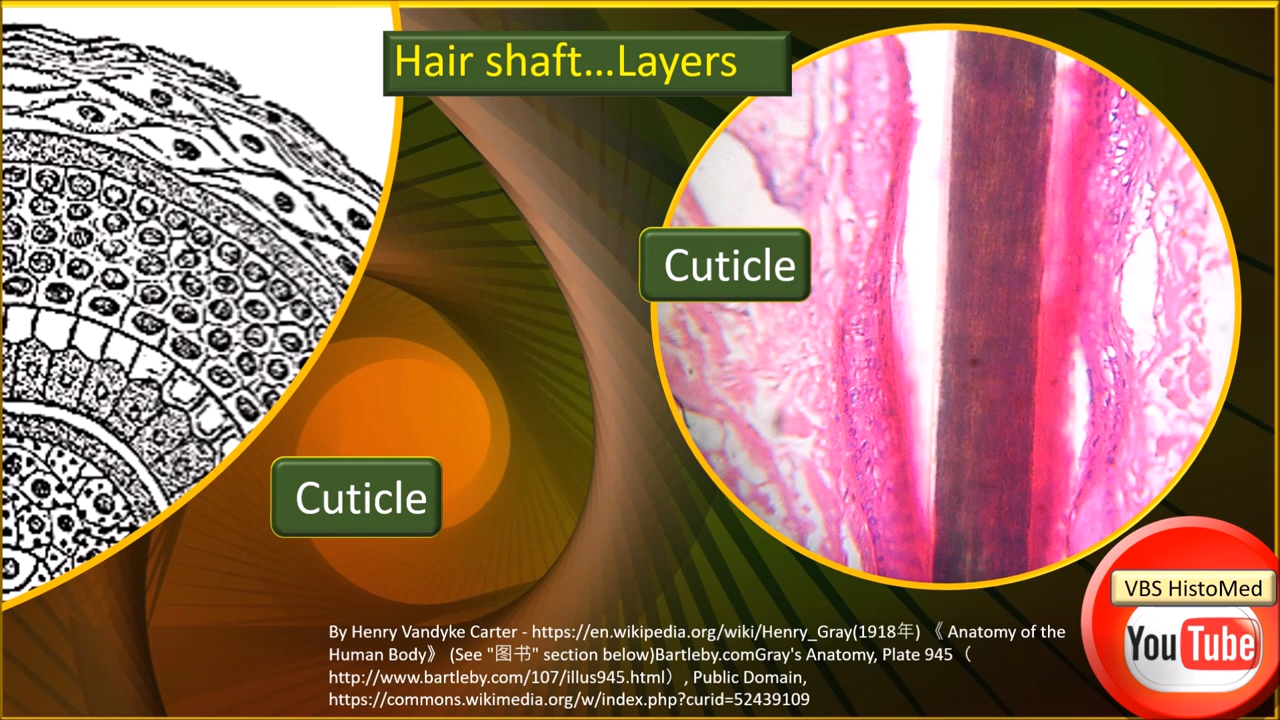 Hair shaft...Layers
Cuticle
Cuticle
By Henry Vandyke Carter - https://en.wikipedia.org/wiki/Henry_Gray(1918年) 《 Anatomy of the
Human Body》 (See "图书" section below)Bartleby.comGray's Anatomy, Plate 945（
http://www.bartleby.com/107/illus945.html）, Public Domain,
https://commons.wikimedia.org/w/index.php?curid=52439109
VBS HistoMed
YouTube